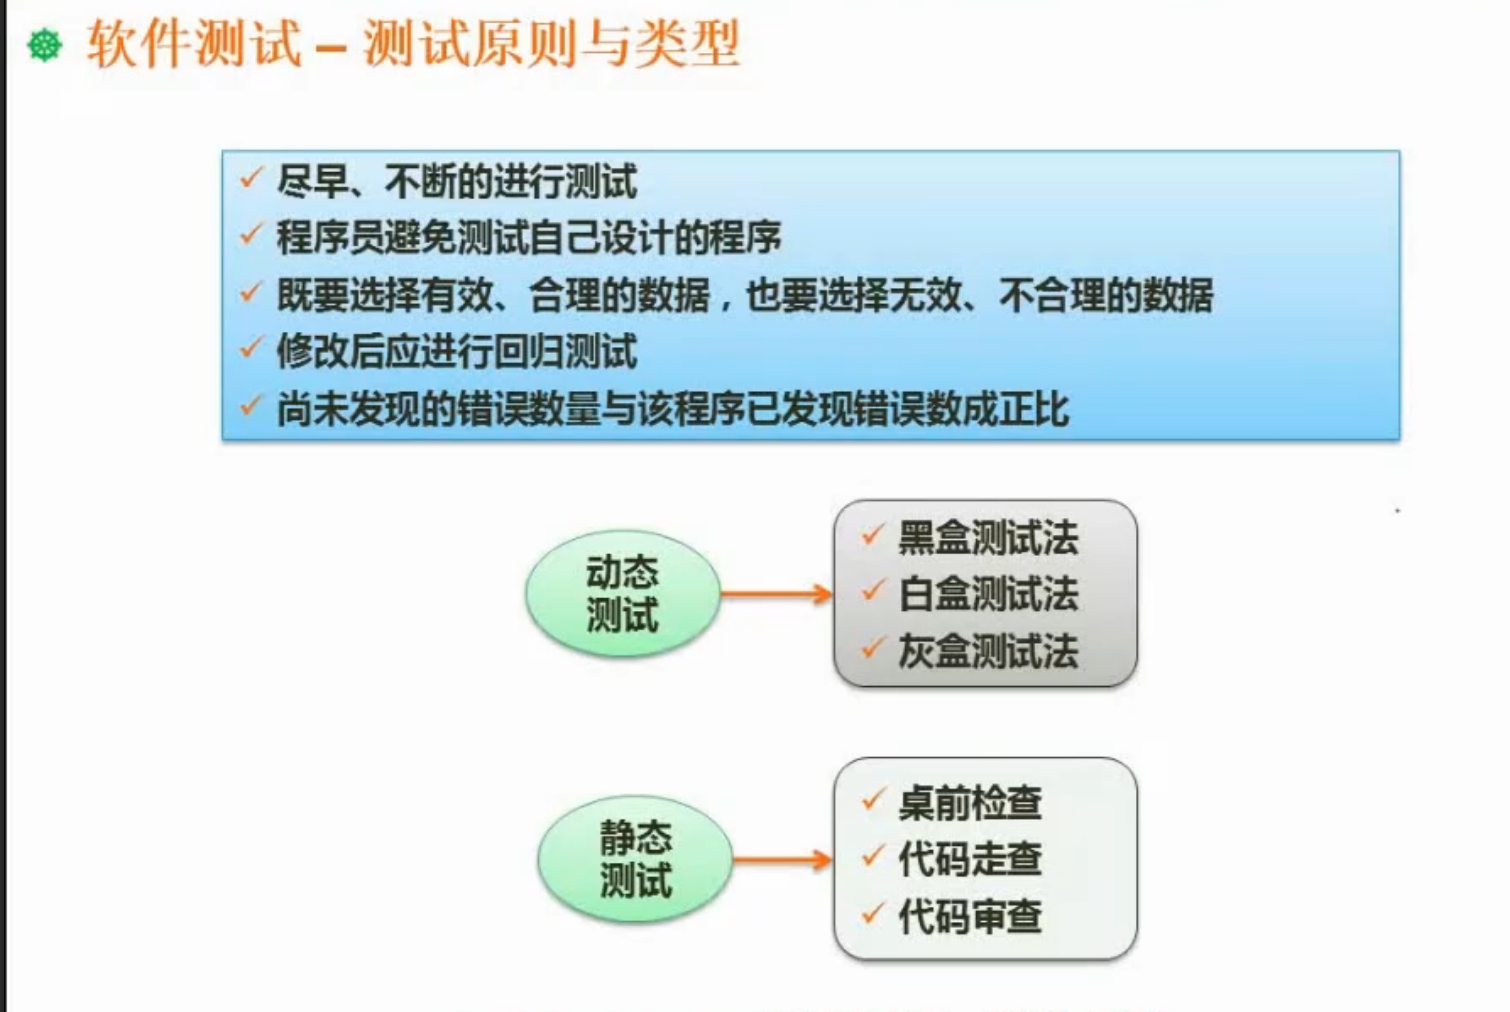 软件测试 – 测试原则与类型
尽早、不断的进行测试
程序员避免测试自己设计的程序
既要选择有效、合理的数据，也要选择无效、不合理的数据
修改后应进行回归测试
尚未发现的错误数量与该程序已发现错误数成正比
动态
测试
黑盒测试法
白盒测试法
灰盒测试法
静态
测试
桌前检查
代码走查
代码审查